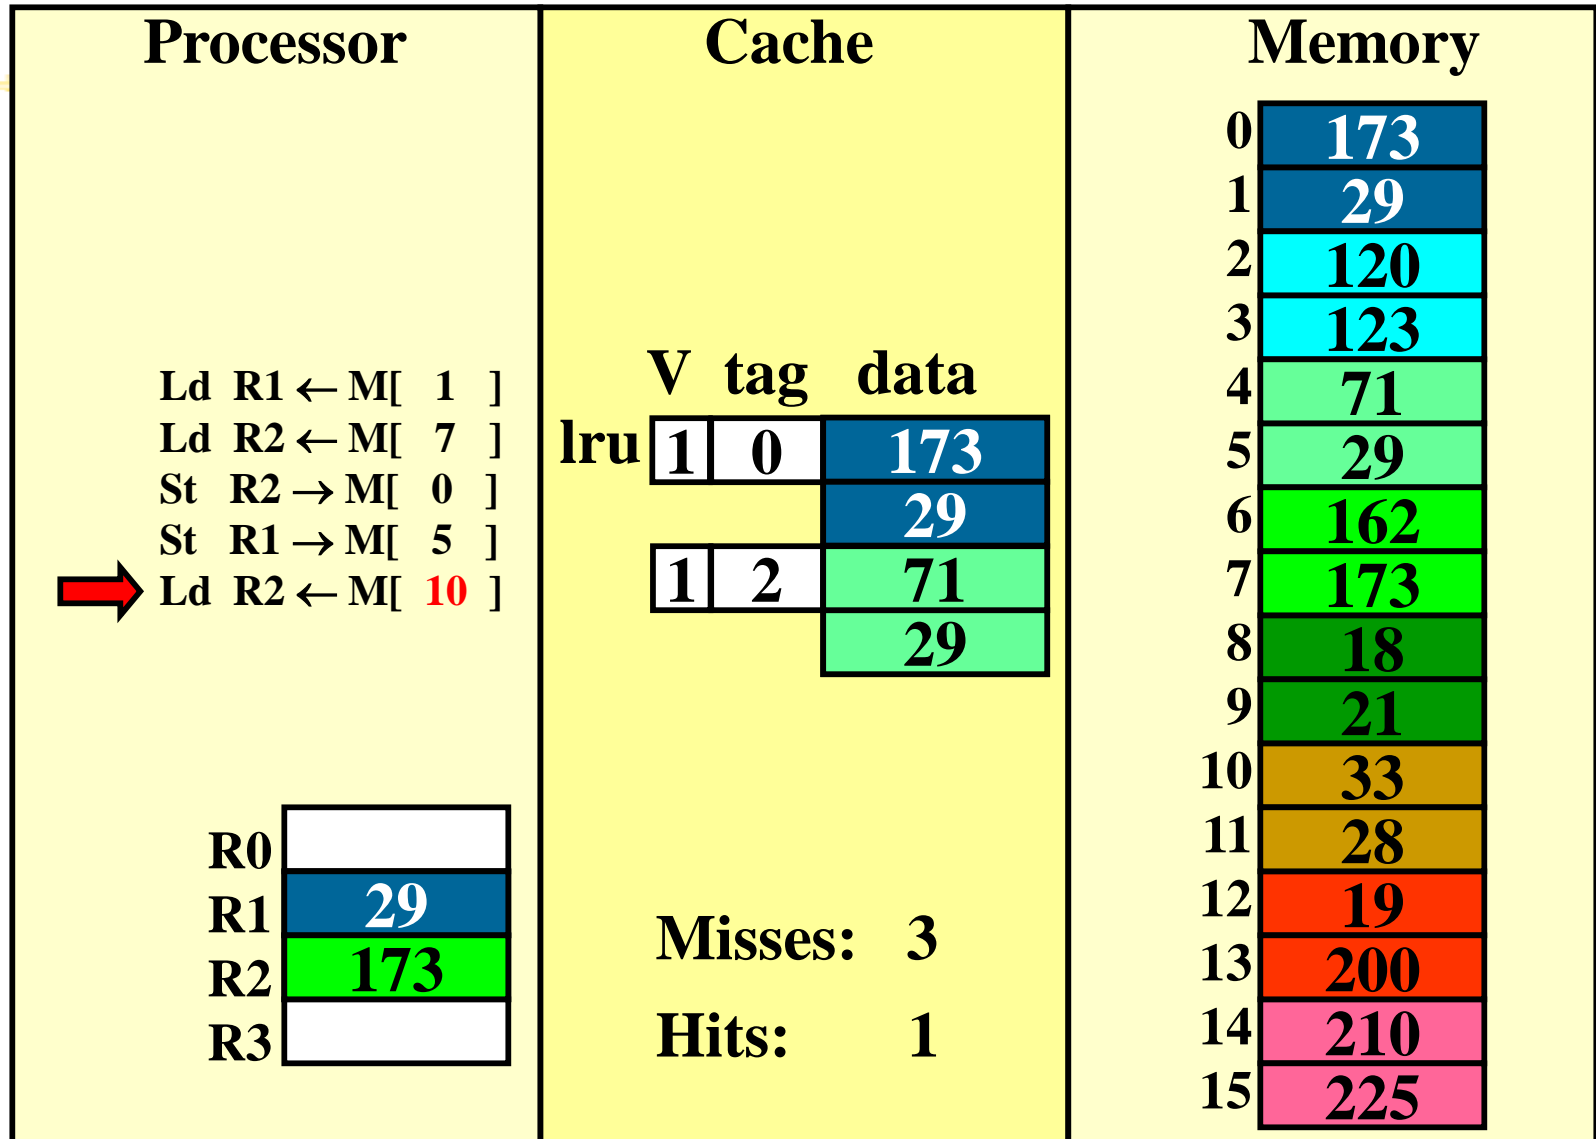 Processor
Cache
Memory
Ld R1 ← M[ 1 ]
Ld R2 ← M[ 7 ]
St R2 → M[ 0 ]
St R1 → M[ 5 ]
Ld R2 ← M[ 10 ]
R0
R1 29
R2 173
R3
V tag data
lru 1 0 173
29
1 2 71
29
Misses: 3
Hits: 1
0 173
1 29
2 120
3 123
4 71
5 29
6 162
7 173
8 18
9 21
10 33
11 28
12 19
13 200
14 210
15 225